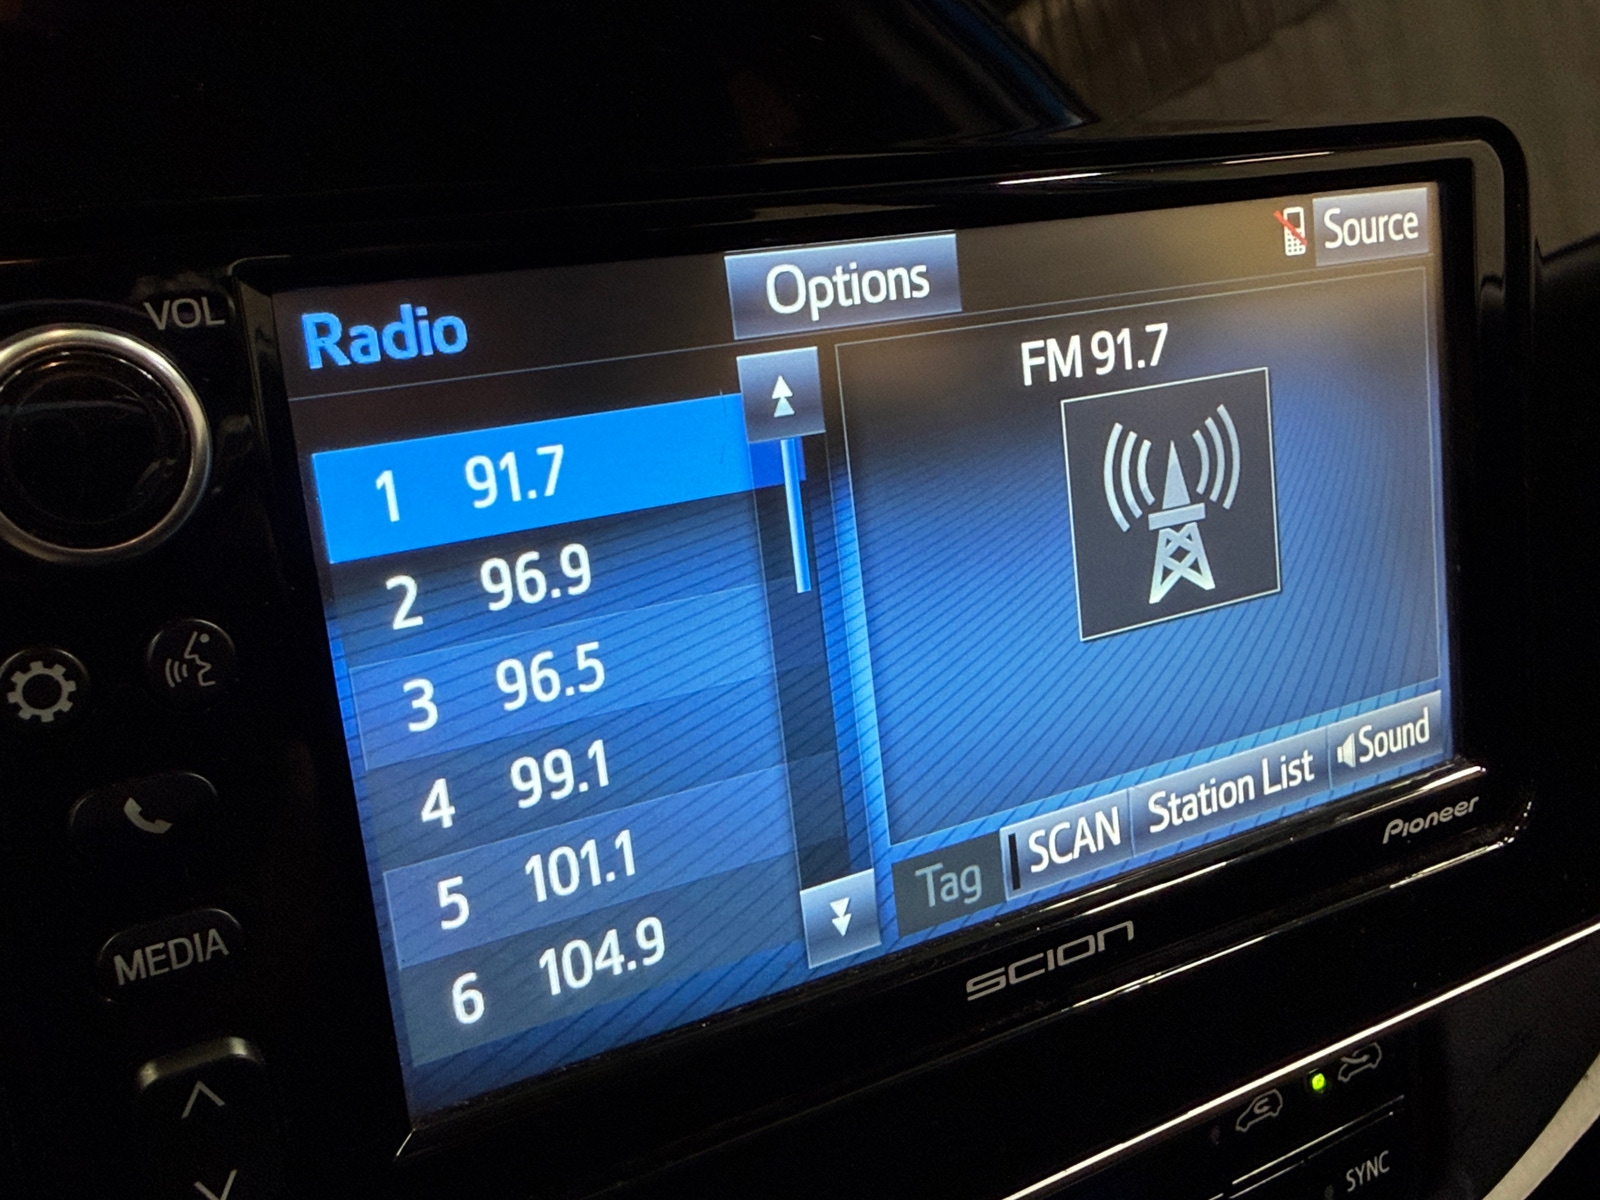 VOL
Radio
Options
Source
FM 91.7
1 91.7
2 96.9
3 96.5
4 99.1
5 101.1
6 104.9
Tag
SCAN
Station List
Sound
Pioneer
SCION
MEDIA
SYNC